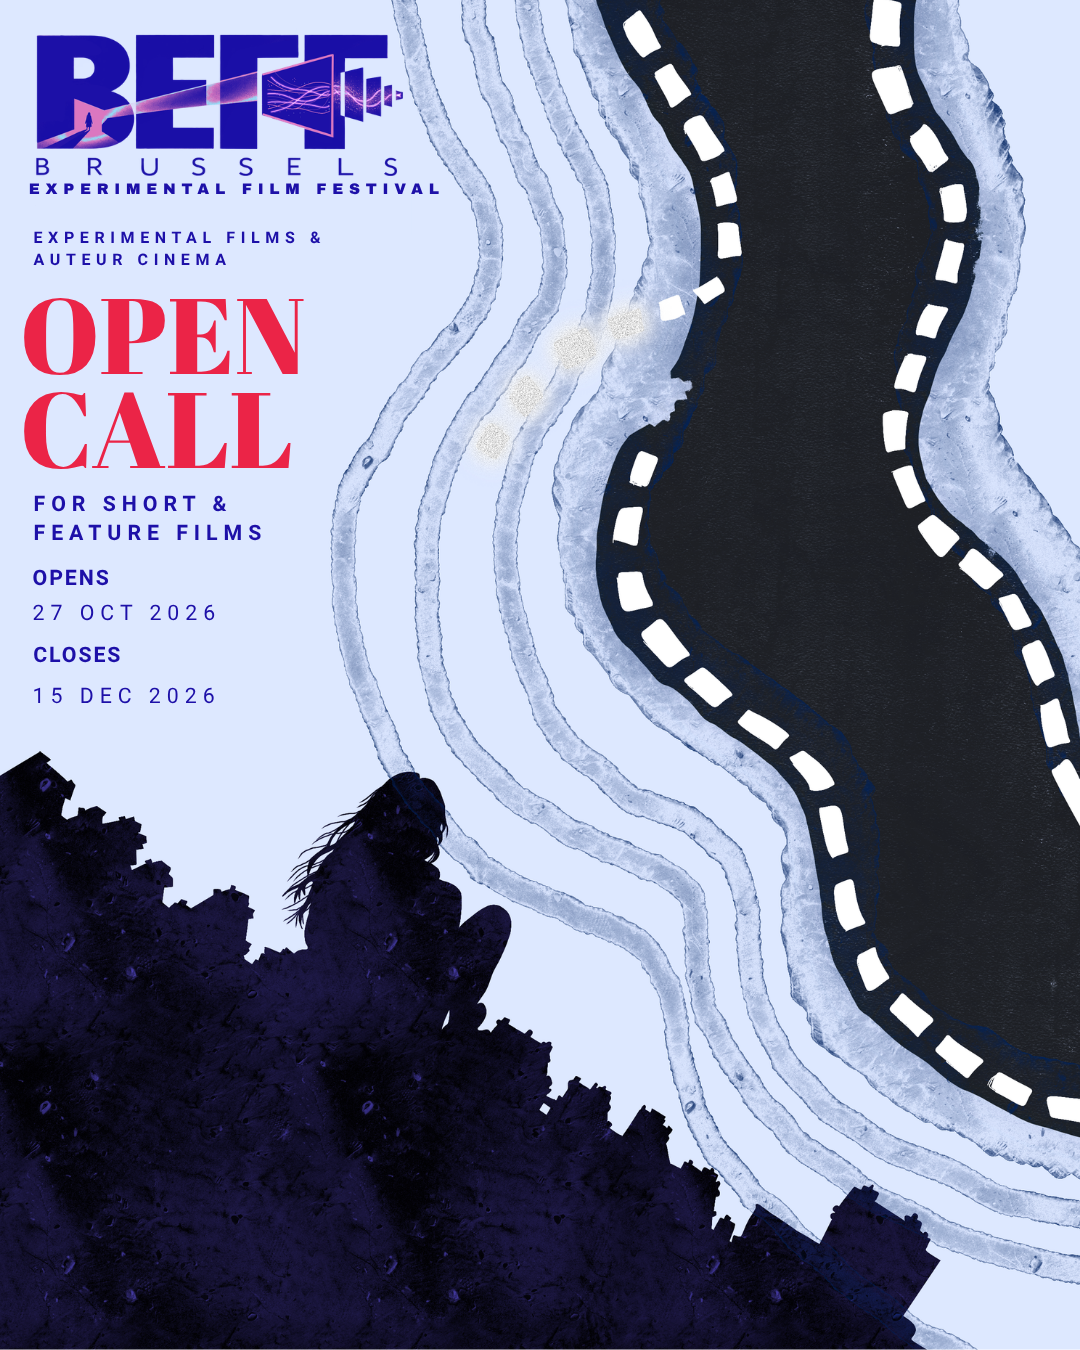 BEFF
BRUSSELS
EXPERIMENTAL FILM FESTIVAL
EXPERIMENTAL FILMS &
AUTEUR CINEMA
OPEN
CALL
FOR SHORT &
FEATURE FILMS
OPENS
27 OCT 2026
CLOSES
15 DEC 2026